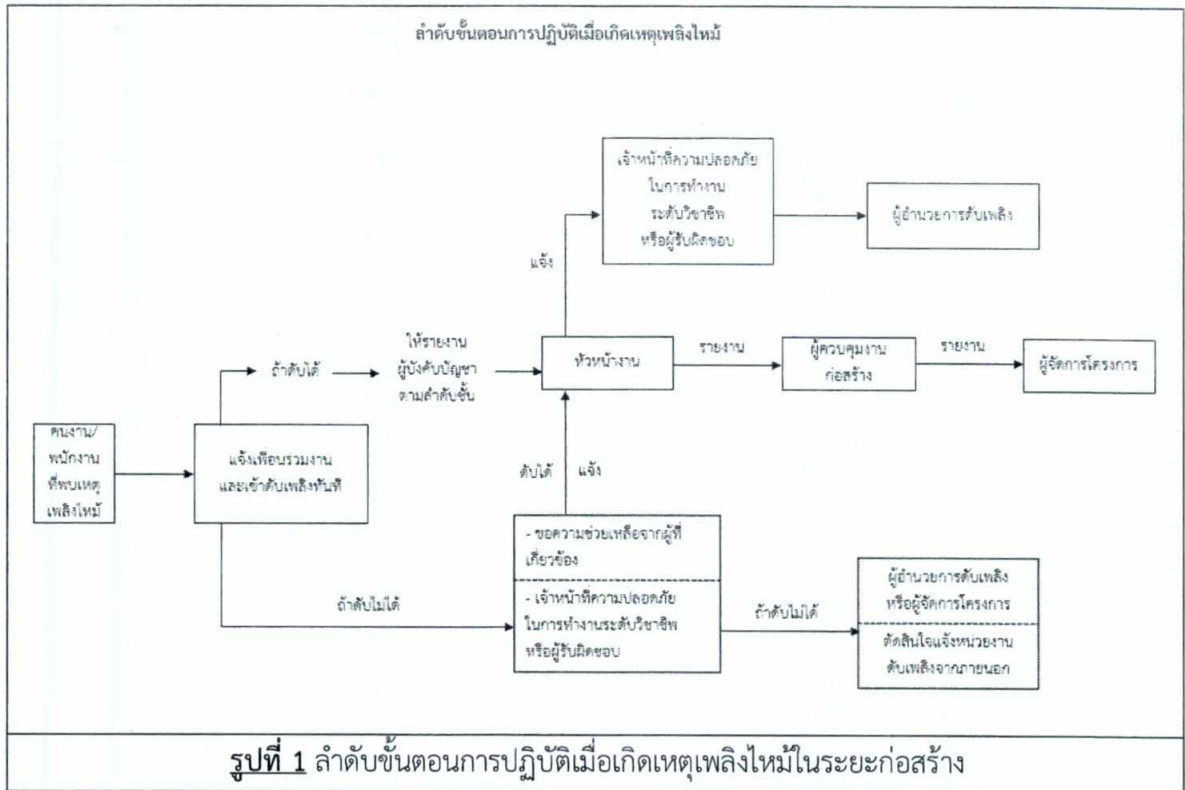 ลำดับขั้นตอนการปฏิบัติเมื่อเกิดเหตุเพลิงไหม้
เจ้าหน้าที่ความปลอดภัย
ในการทำงาน
ระดับวิชาชีพ
หรือผู้รับผิดชอบ
ผู้อำนวยการดับเพลิง
แจ้ง
ถ้าดับได้
ให้รายงาน
ผู้บังคับบัญชา
ตามลำดับชั้น
หัวหน้างาน
รายงาน
ผู้ควบคุมงาน
ก่อสร้าง
รายงาน
ผู้จัดการโครงการ
คนงาน/
พนักงาน
ที่พบเหตุ
เพลิงไหม้
แจ้งเพื่อนร่วมงาน
และเข้าดับเพลิงทันที
ดับได้
แจ้ง
ถ้าดับไม่ได้
- ขอความช่วยเหลือจากผู้ที่
เกี่ยวข้อง
- เจ้าหน้าที่ความปลอดภัย
ในการทำงานระดับวิชาชีพ
หรือผู้รับผิดชอบ
ถ้าดับไม่ได้
ผู้อำนวยการดับเพลิง
หรือผู้จัดการโครงการ
ตัดสินใจแจ้งหน่วยงาน
ดับเพลิงจากภายนอก
รูปที่ 1 ลำดับขั้นตอนการปฏิบัติเมื่อเกิดเหตุเพลิงไหม้ในระยะก่อสร้าง